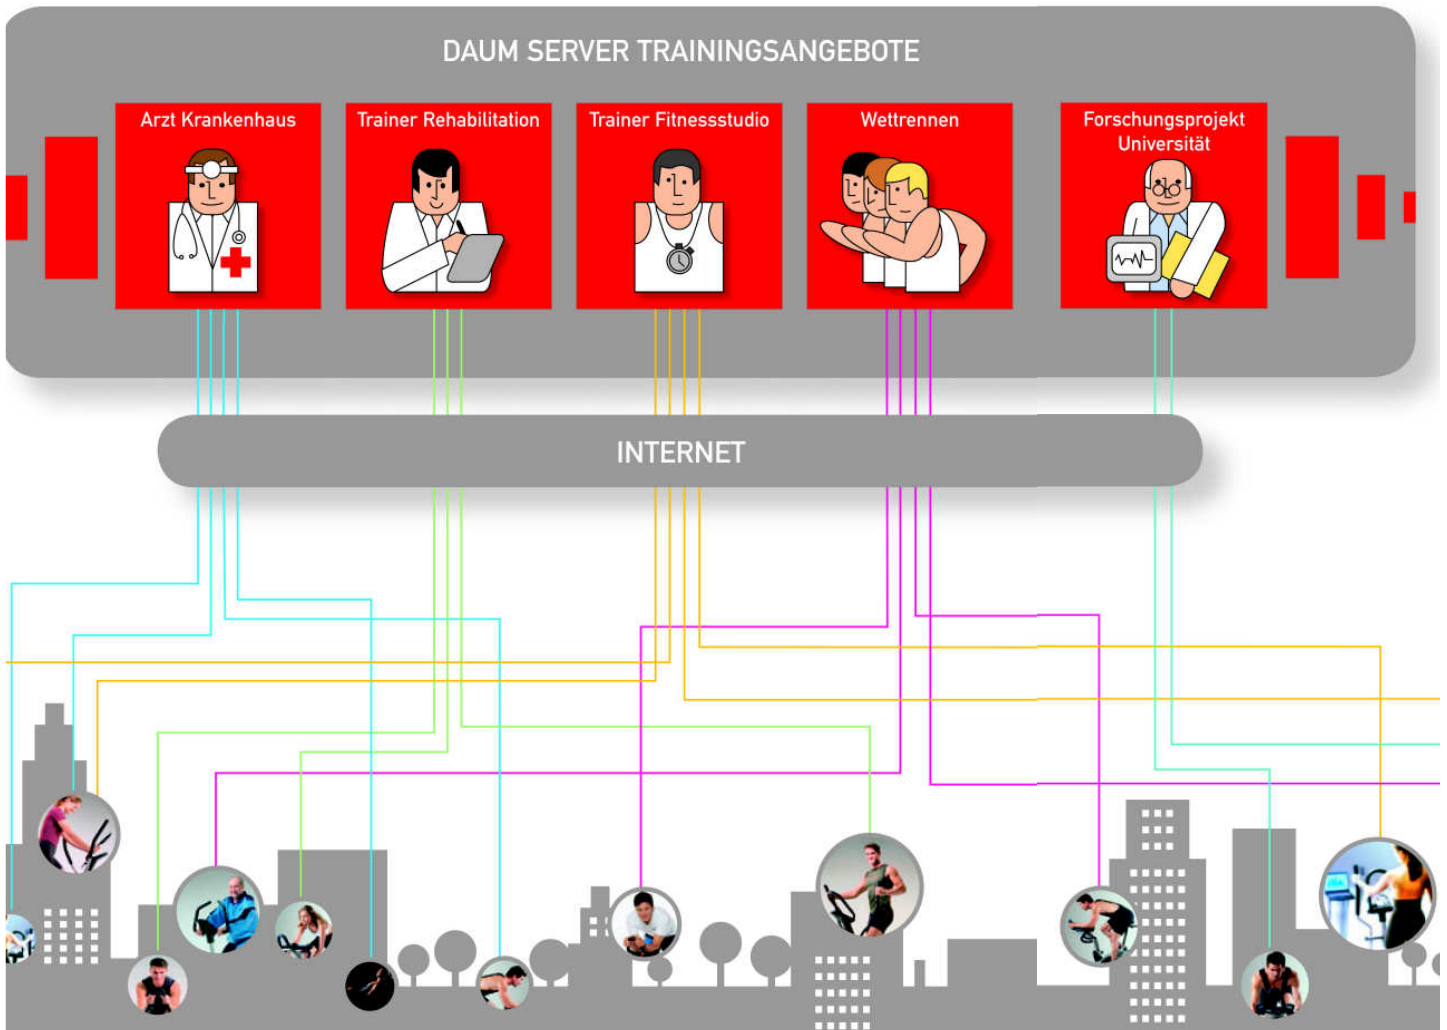 DAUM SERVER TRAININGSANGEBOTE
Arzt Krankenhaus
Trainer Rehabilitation
Trainer Fitnessstudio
Wettrennen
Forschungsprojekt
Universität
INTERNET